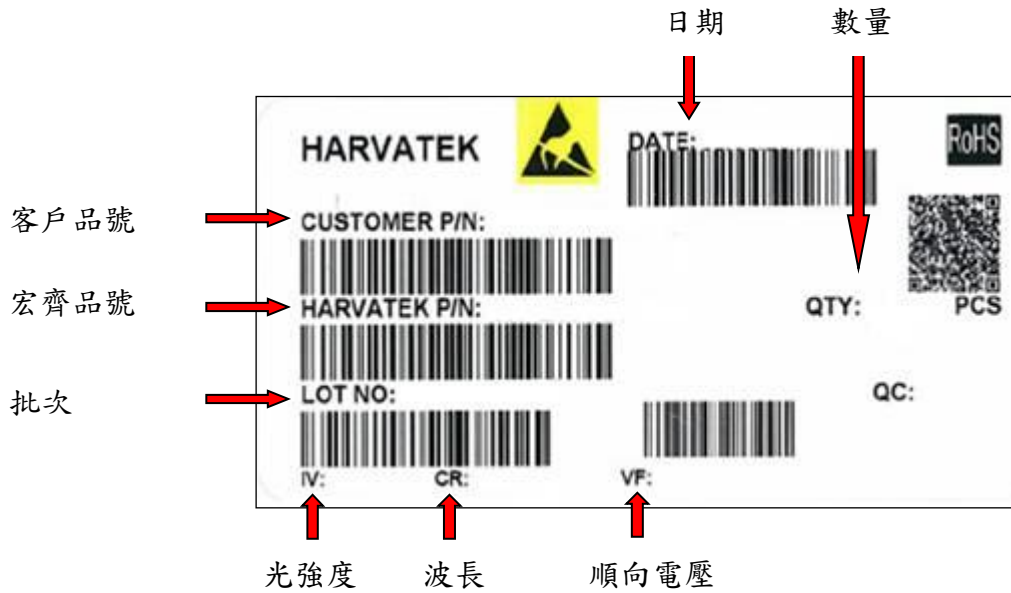 日期 數量
HARVATEK DATE: RoHS
客戶品號 CUSTOMER P/N:
宏齊品號 HARVATEK P/N: QTY: PCS
批次 LOT NO: QC:
IV: CR: VF:
光強度 波長 順向電壓